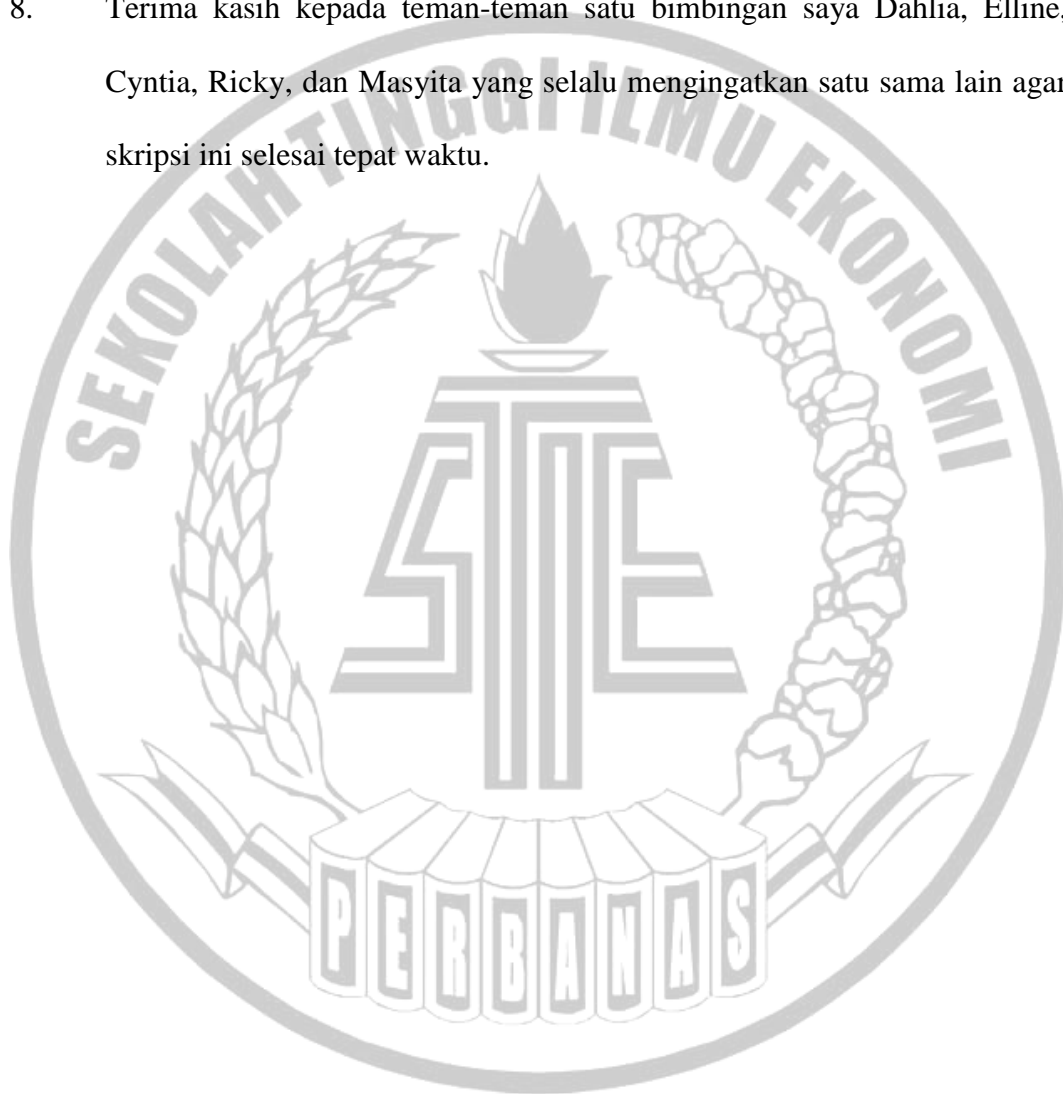 8. Terima kasih kepada teman-teman satu bimbingan saya Dahlia, Elline,
Cyntia, Ricky, dan Masyita yang selalu mengingatkan satu sama lain agar
skripsi ini selesai tepat waktu.
SEKOLAH TINGGI ILMU EKONOMI
STIE
PERBANAS